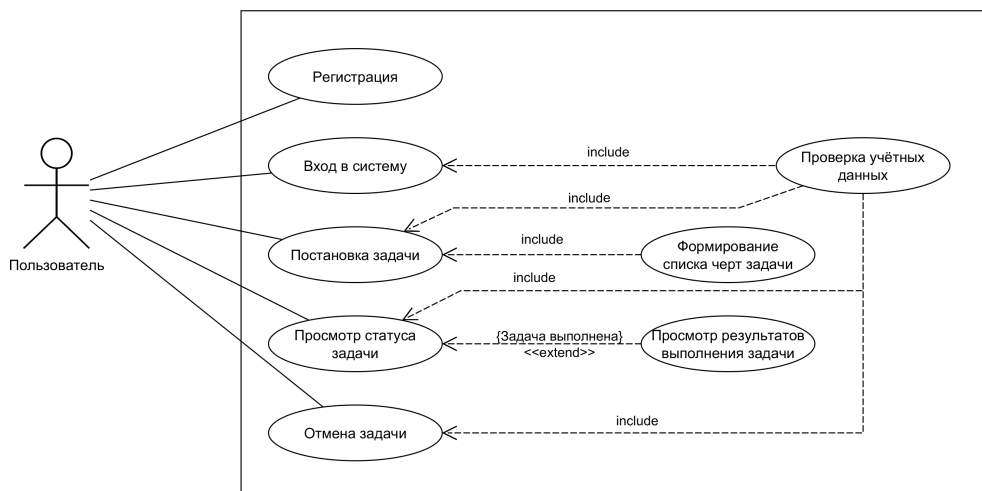 Регистрация
Вход в систему
include
Проверка учётных
данных
include
Постановка задачи
include
Формирование
списка черт задачи
Пользователь
include
Просмотр статуса
задачи
{Задача выполнена}
<<extend>>
Просмотр результатов
выполнения задачи
Отмена задачи
include